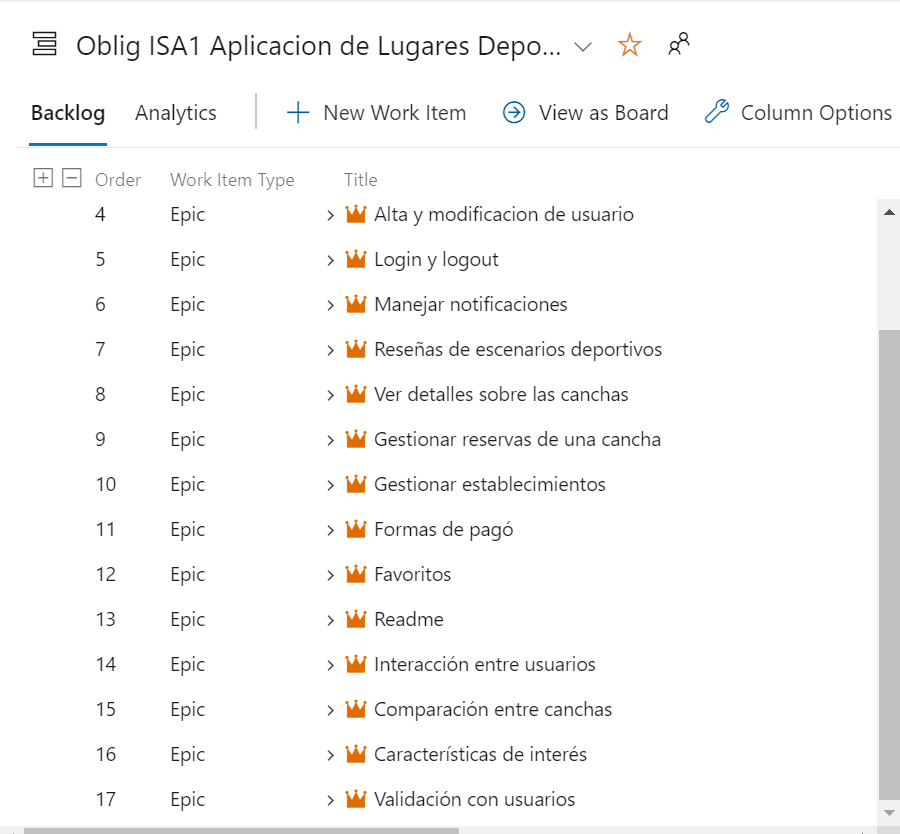 Oblig ISA1 Aplicacion de Lugares Depo...
Backlog Analytics New Work Item View as Board Column Options
Order Work Item Type Title
4 Epic Alta y modificacion de usuario
5 Epic Login y logout
6 Epic Manejar notificaciones
7 Epic Reseñas de escenarios deportivos
8 Epic Ver detalles sobre las canchas
9 Epic Gestionar reservas de una cancha
10 Epic Gestionar establecimientos
11 Epic Formas de pagó
12 Epic Favoritos
13 Epic Readme
14 Epic Interacción entre usuarios
15 Epic Comparación entre canchas
16 Epic Características de interés
17 Epic Validación con usuarios